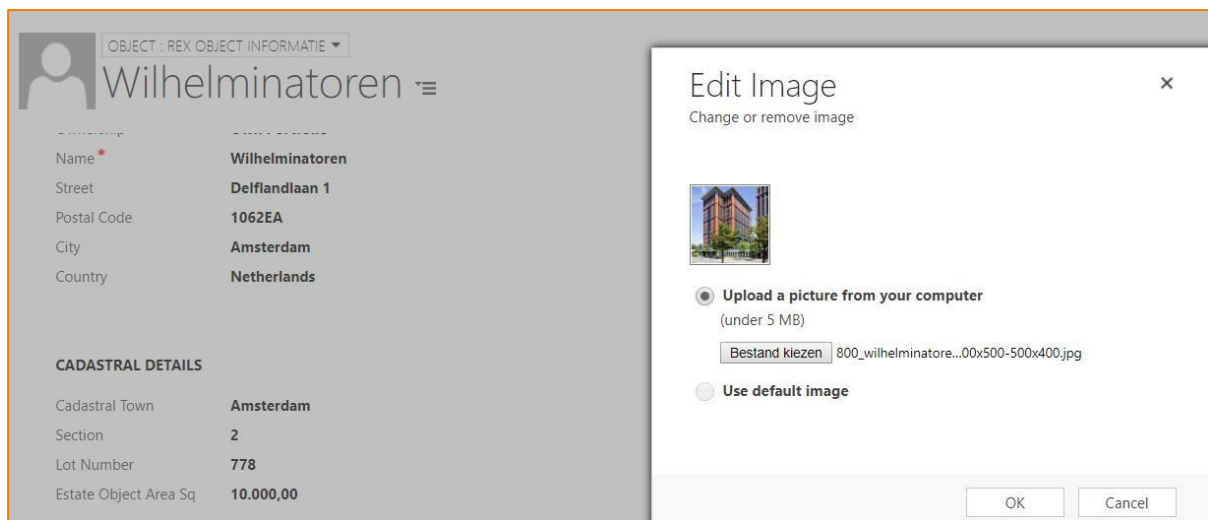 OBJECT : REX OBJECT INFORMATIE
Wilhelminatoren
Name * Wilhelminatoren
Street Delflandlaan 1
Postal Code 1062EA
City Amsterdam
Country Netherlands
CADASTRAL DETAILS
Cadastral Town Amsterdam
Section 2
Lot Number 778
Estate Object Area Sq 10.000,00
Edit Image
Change or remove image
Upload a picture from your computer
(under 5 MB)
Bestand kiezen 800_wilhelminatore...00x500-500x400.jpg
Use default image
OK Cancel